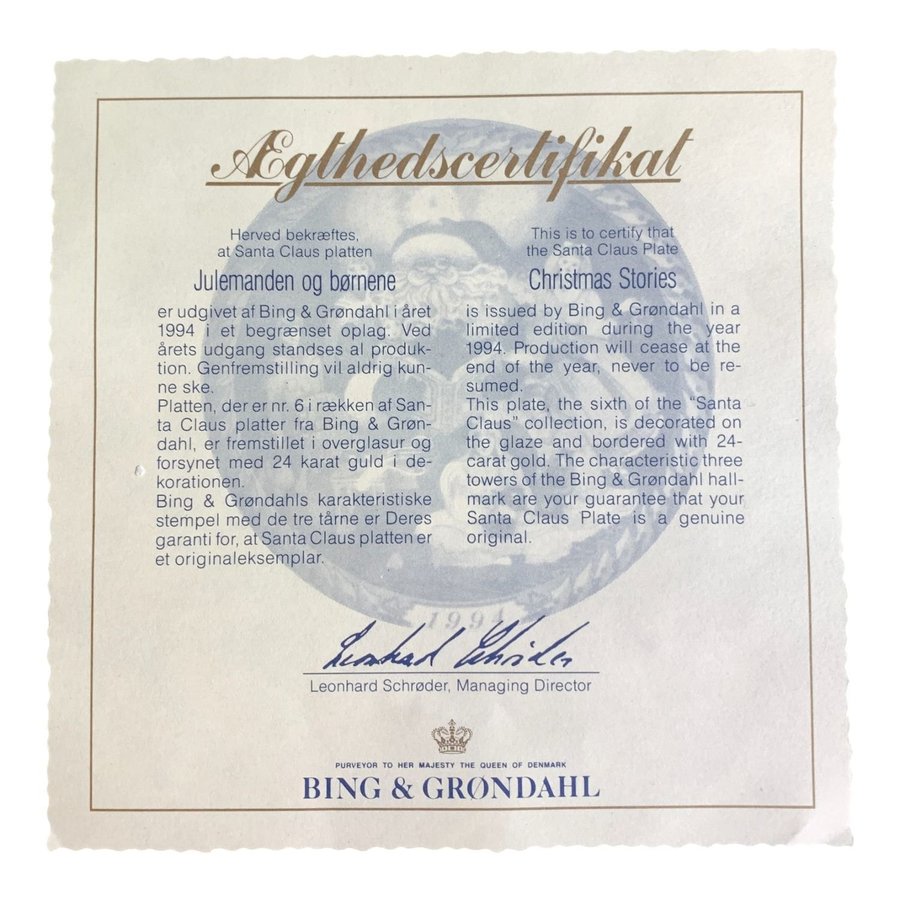 Ægthedscertifikat
Herved bekræftes,
at Santa Claus platten
Julemanden og børnene
er udgivet af Bing & Grøndahl i året
1994 i et begrænset oplag. Ved
årets udgang standses al produk-
tion. Genfremstilling vil aldrig kun-
ne ske.
Platten, der er nr. 6 i rækken af San-
ta Claus platter fra Bing & Grøn-
dahl, er fremstillet i overglasur og
forsynet med 24 karat guld i de-
korationen.
Bing & Grøndahls karakteristiske
stempel med de tre tårne er Deres
garanti for, at Santa Claus platten er
et originaleksemplar.
This is to certify that
the Santa Claus Plate
Christmas Stories
is issued by Bing & Grøndahl in a
limited edition during the year
1994. Production will cease at the
end of the year, never to be re-
sumed.
This plate, the sixth of the "Santa
Claus" collection, is decorated on
the glaze and bordered with 24-
carat gold. The characteristic three
towers of the Bing & Grøndahl hall-
mark are your guarantee that your
Santa Claus Plate is a genuine
original.
1994
Leonhard Schrøder
Leonhard Schrøder, Managing Director
PURVEYOR TO HER MAJESTY THE QUEEN OF DENMARK
BING & GRØNDAHL